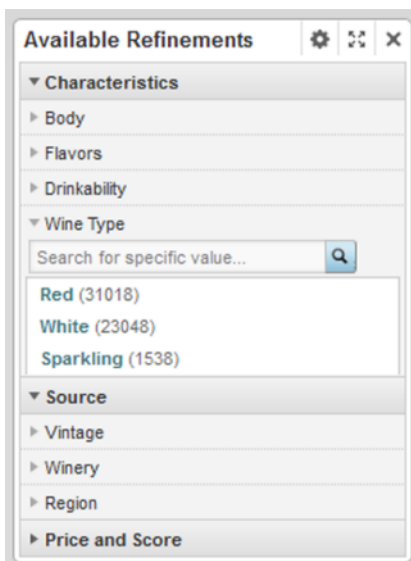 Available Refinements
Characteristics
Body
Flavors
Drinkability
Wine Type
Search for specific value...
Red (31018)
White (23048)
Sparkling (1538)
Source
Vintage
Winery
Region
Price and Score